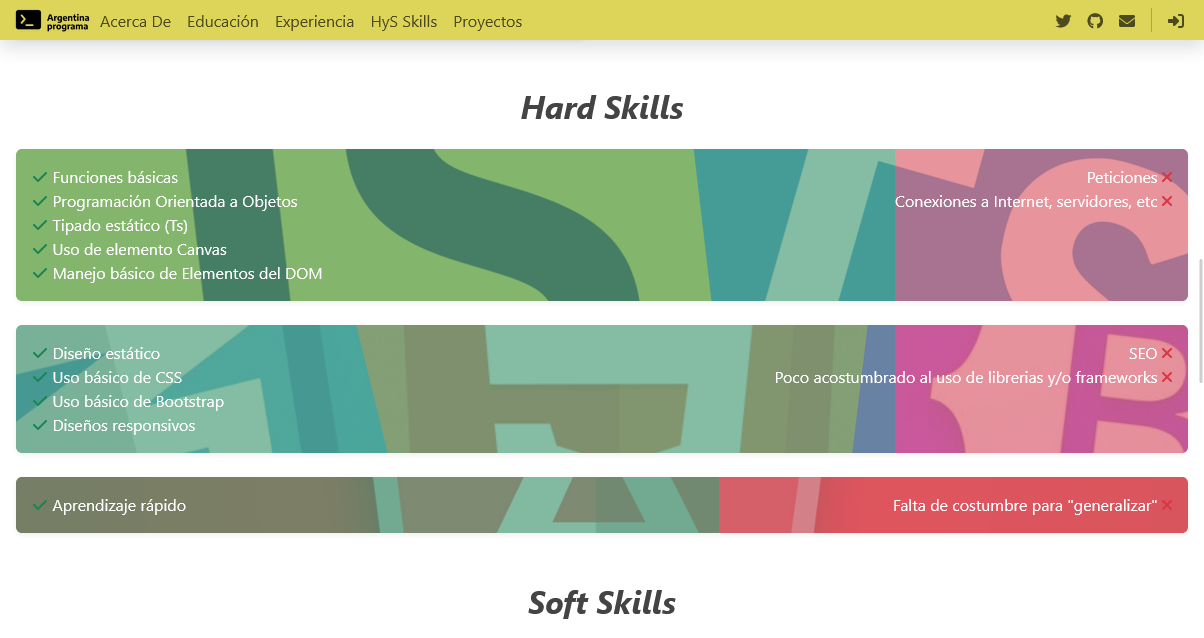 Argentina programa
Acerca De Educación Experiencia HyS Skills Proyectos
Hard Skills
Funciones básicas
Programación Orientada a Objetos
Tipado estático (Ts)
Uso de elemento Canvas
Manejo básico de Elementos del DOM
Peticiones
Conexiones a Internet, servidores, etc
Diseño estático
Uso básico de CSS
Uso básico de Bootstrap
Diseños responsivos
SEO
Poco acostumbrado al uso de librerias y/o frameworks
Aprendizaje rápido
Falta de costumbre para "generalizar"
Soft Skills